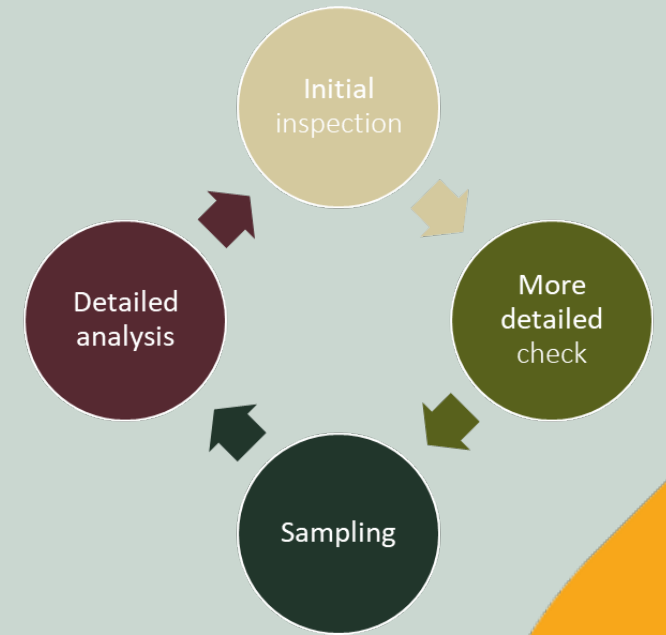 Initial
inspection
More
detailed
check
Sampling
Detailed
analysis